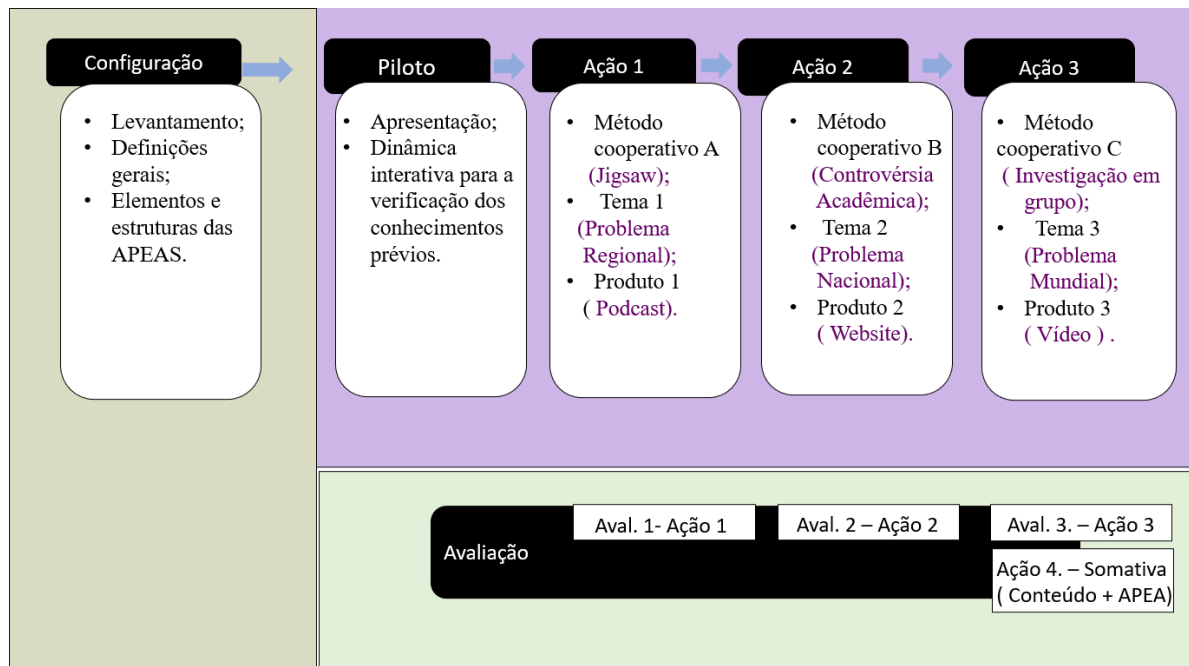 Configuração
• Levantamento;
• Definições
gerais;
• Elementos e
estruturas das
APEAS.
Piloto
• Apresentação;
• Dinâmica
interativa para a
verificação dos
conhecimentos
prévios.
Ação 1
• Método
cooperativo A
(Jigsaw);
• Tema 1
(Problema
Regional);
• Produto 1
( Podcast).
Ação 2
• Método
cooperativo B
(Controvérsia
Acadêmica);
• Tema 2
(Problema
Nacional);
• Produto 2
( Website).
Ação 3
• Método
cooperativo C
( Investigação em
grupo);
• Tema 3
(Problema
Mundial);
• Produto 3
( Vídeo ) .
Avaliação
Aval. 1- Ação 1
Aval. 2 – Ação 2
Aval. 3. – Ação 3
Ação 4. – Somativa
( Conteúdo + APEA)